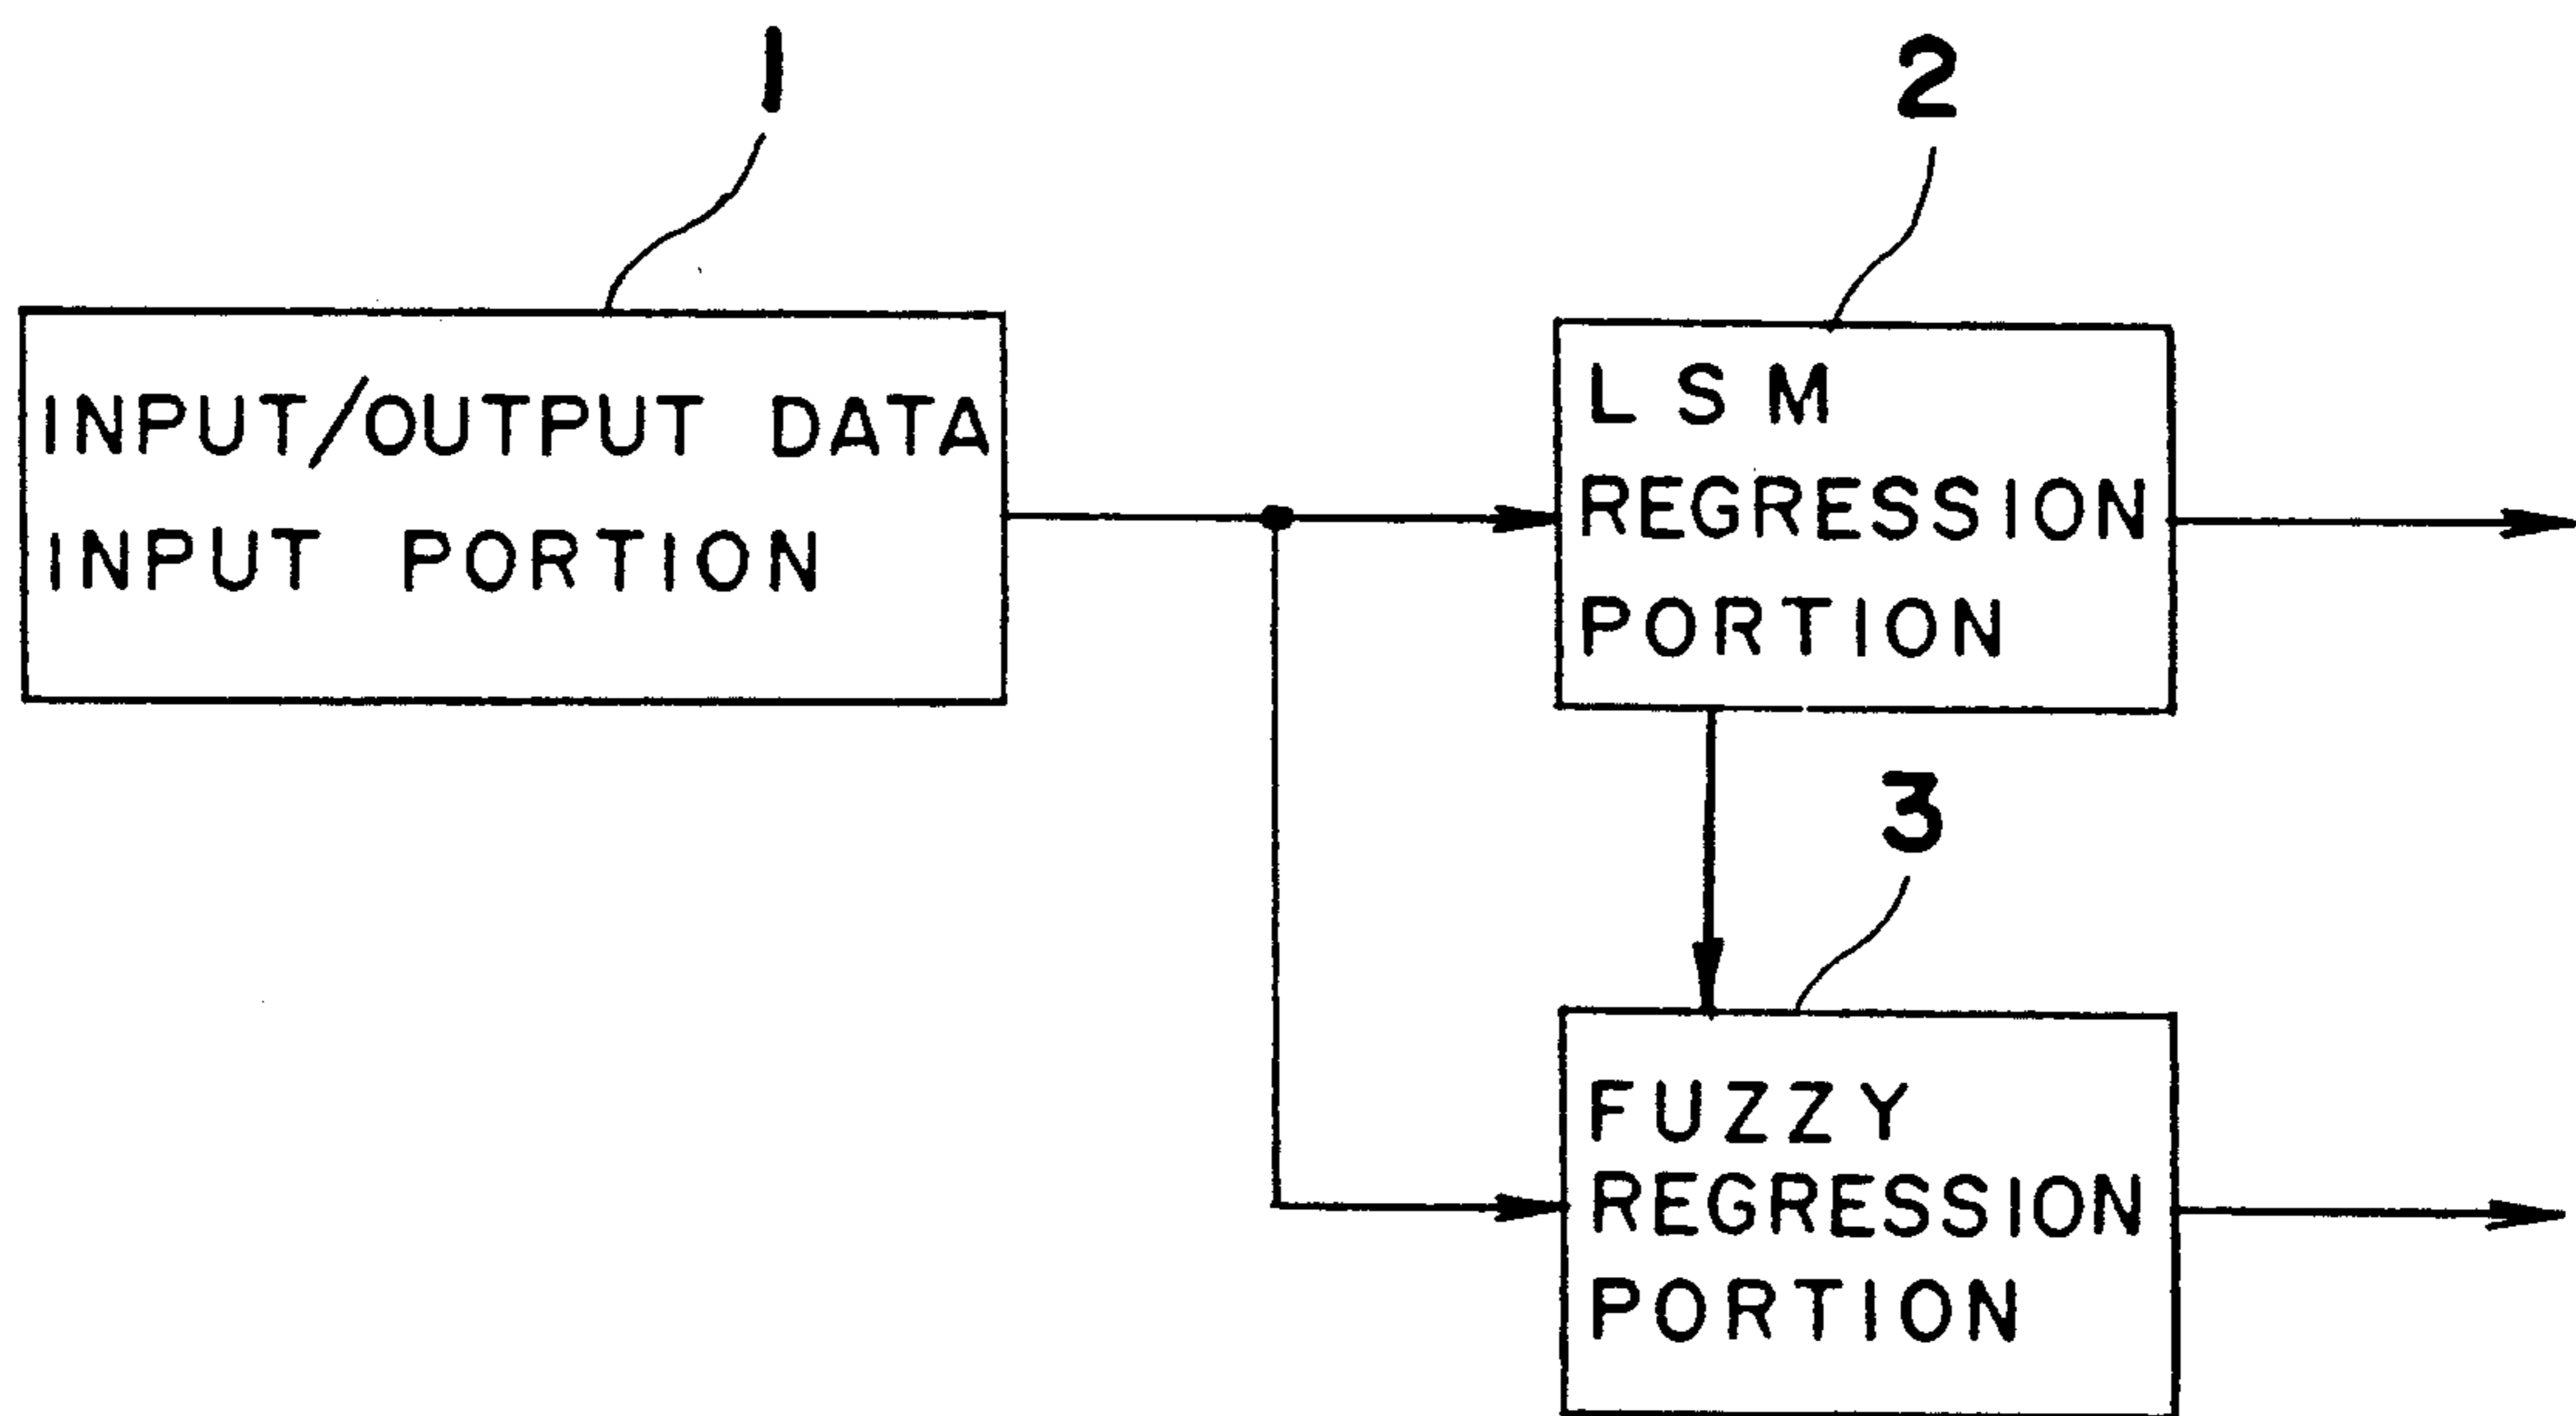 1
2
INPUT/OUTPUT DATA
INPUT PORTION
LSM
REGRESSION
PORTION
3
FUZZY
REGRESSION
PORTION